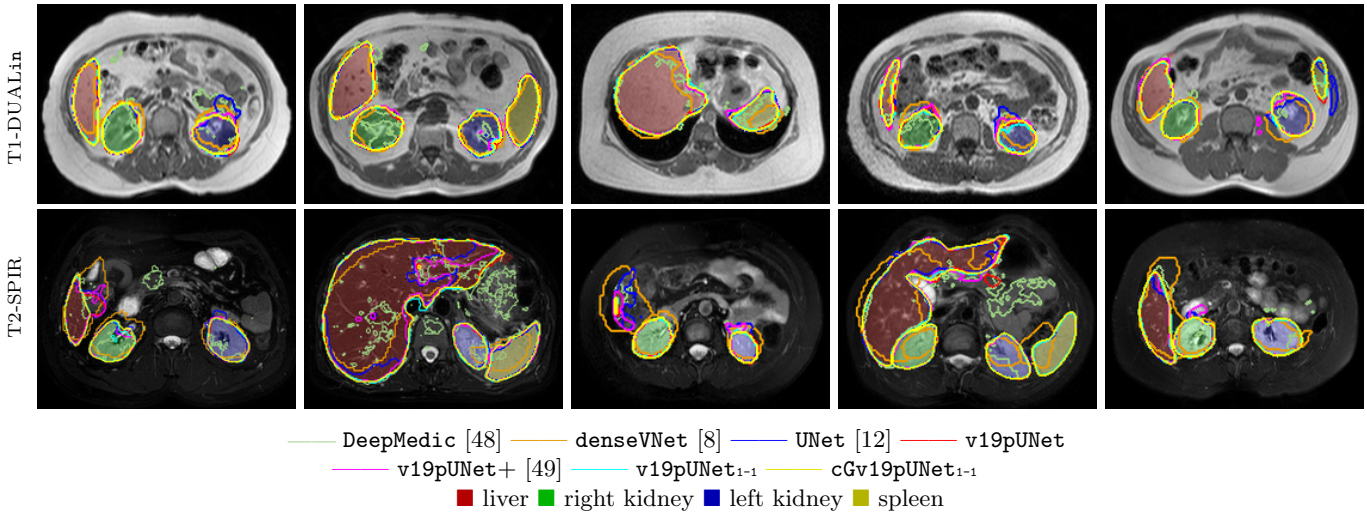 T1-DUALin
T2-SPIR
DeepMedic [48] denseVNet [8] UNet [12] v19pUNet
v19pUNet+ [49] v19pUNet₁₋₁ cGv19pUNet₁₋₁
liver right kidney left kidney spleen